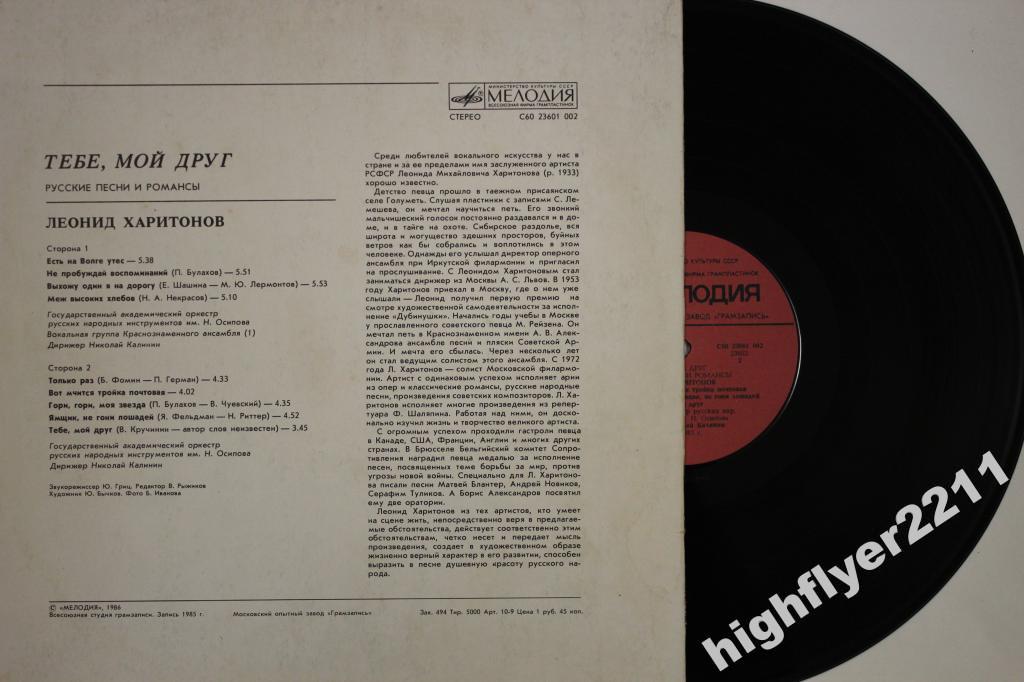 МИНИСТЕРСТВО КУЛЬТУРЫ СССР
МЕЛОДИЯ
ВСЕСОЮЗНАЯ ФИРМА ГРАМПЛАСТИНОК
СТЕРЕО С60 23601 002
ТЕБЕ, МОЙ ДРУГ
РУССКИЕ ПЕСНИ И РОМАНСЫ
ЛЕОНИД ХАРИТОНОВ
Сторона 1
Есть на Волге утес — 5.38
Не пробуждай воспоминаний (П. Булахов) — 5.51
Выхожу один я на дорогу (Е. Шашина — М. Ю. Лермонтов) — 5.53
Меж высоких хлебов (Н. А. Некрасов) — 5.10
Государственный академический оркестр
русских народных инструментов им. Н. Осипова
Вокальная группа Краснознаменного ансамбля (1)
Дирижер Николай Калинин
Сторона 2
Только раз (Б. Фомин — П. Герман) — 4.33
Вот мчится тройка почтовая — 4.02
Гори, гори, моя звезда (П. Булахов — В. Чуевский) — 4.35
Ямщик, не гони лошадей (Я. Фельдман — Н. Риттер) — 4.52
Тебе, мой друг (В. Кручинин — автор слов неизвестен) — 3.45
Государственный академический оркестр
русских народных инструментов им. Н. Осипова
Дирижер Николай Калинин
Звукорежиссер Ю. Гриц. Редактор В. Рыжиков
Художник Ю. Бычков. Фото Б. Иванова
Среди любителей вокального искусства у нас в
стране и за ее пределами имя заслуженного артиста
РСФСР Леонида Михайловича Харитонова (р. 1933)
хорошо известно.
Детство певца прошло в таежном присаянском
селе Голуметь. Слушая пластинки с записями С. Ле-
мешева, он мечтал научиться петь. Его звонкий
мальчишеский голосок постоянно раздавался и в до-
ме, и в тайге на охоте. Сибирское раздолье, вся
широта и могущество здешних просторов, буйных
ветров как бы собрались и воплотились в этом
человеке. Однажды его услышал директор оперного
ансамбля при Иркутской филармонии и пригласил
на прослушивание. С Леонидом Харитоновым стал
заниматься дирижер из Москвы А. С. Львов. В 1953
году Харитонов приехал в Москву, где о нем уже
слышали — Леонид получил первую премию на
смотре художественной самодеятельности за испол-
нение «Дубинушки». Начались годы учебы в Москве
у прославленного советского певца М. Рейзена. Он
мечтал петь в Краснознаменном имени А. В. Алек-
сандрова ансамбле песни и пляски Советской Ар-
мии. И мечта его сбылась. Через несколько лет
он стал ведущим солистом этого ансамбля. С 1972
года Л. Харитонов — солист Московской филармо-
нии. Артист с одинаковым успехом исполняет арии
из опер и классические романсы, русские народные
песни, произведения советских композиторов. Л. Ха-
ритонов исполняет многие произведения из репер-
туара Ф. Шаляпина. Работая над ними, он доско-
нально изучил жизнь и творчество великого артиста.
С огромным успехом проходили гастроли певца
в Канаде, США, Франции, Англии и многих других
странах. В Брюсселе Бельгийский комитет Сопро-
тивления наградил певца медалью за исполнение
песен, посвященных теме борьбы за мир, против
угрозы новой войны. Специально для Л. Харитоно-
ва писали песни Матвей Блантер, Андрей Новиков,
Серафим Туликов. А Борис Александров посвятил
ему две оратории.
Леонид Харитонов из тех артистов, кто умеет
на сцене жить, непосредственно веря в предлагае-
мые обстоятельства, действует соответственно этим
обстоятельствам, четко несет и передает мысль
произведения, создает в художественном образе
жизненно верный характер в его развитии, способен
выразить в песне душевную красоту русского на-
рода.
© «МЕЛОДИЯ», 1986
Всесоюзная студия грамзаписи. Запись 1985 г. Московский опытный завод «Грамзапись» Зак. 494 Тир. 5000 Арт. 10-9 Цена 1 руб. 45 коп.
КУЛЬТУРЫ СССР
ФИРМА ГРАМПЛАСТИНОК
ЛОДИЯ
ЗАВОД «ГРАМЗАПИСЬ»
С60 23601 002
2
ДРУГ
И РОМАНСЫ
highflyer2211